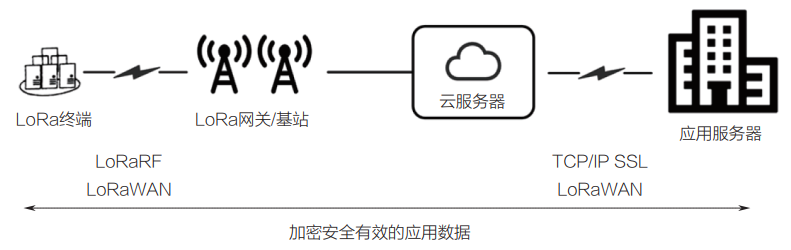 LoRa终端
LoRa网关/基站
云服务器
应用服务器
LoRaRF
LoRaWAN
TCP/IP SSL
LoRaWAN
加密安全有效的应用数据